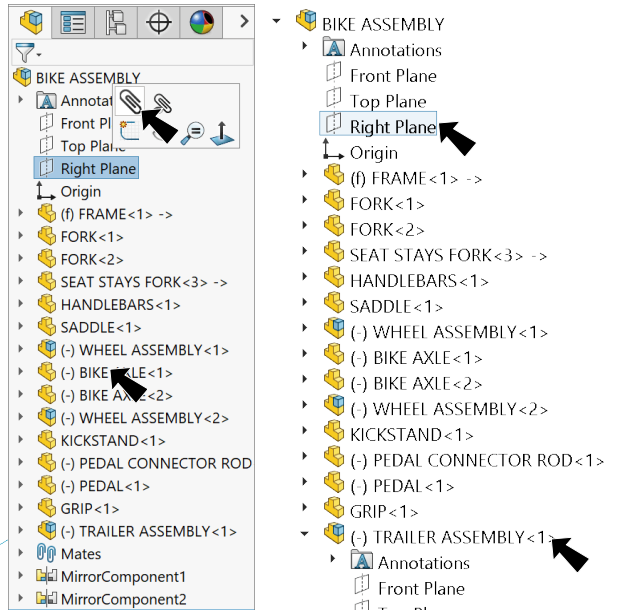 BIKE ASSEMBLY
Annotat
Front Pl
Top Plane
Right Plane
Origin
(f) FRAME<1> ->
FORK<1>
FORK<2>
SEAT STAYS FORK<3> ->
HANDLEBARS<1>
SADDLE<1>
(-) WHEEL ASSEMBLY<1>
(-) BIKE AXLE<1>
(-) BIKE AXLE<2>
(-) WHEEL ASSEMBLY<2>
KICKSTAND<1>
(-) PEDAL CONNECTOR ROD
(-) PEDAL<1>
GRIP<1>
(-) TRAILER ASSEMBLY<1>
Mates
MirrorComponent1
MirrorComponent2
BIKE ASSEMBLY
Annotations
Front Plane
Top Plane
Right Plane
Origin
(f) FRAME<1> ->
FORK<1>
FORK<2>
SEAT STAYS FORK<3> ->
HANDLEBARS<1>
SADDLE<1>
(-) WHEEL ASSEMBLY<1>
(-) BIKE AXLE<1>
(-) BIKE AXLE<2>
(-) WHEEL ASSEMBLY<2>
KICKSTAND<1>
(-) PEDAL CONNECTOR ROD<1>
(-) PEDAL<1>
GRIP<1>
(-) TRAILER ASSEMBLY<1>
Annotations
Front Plane